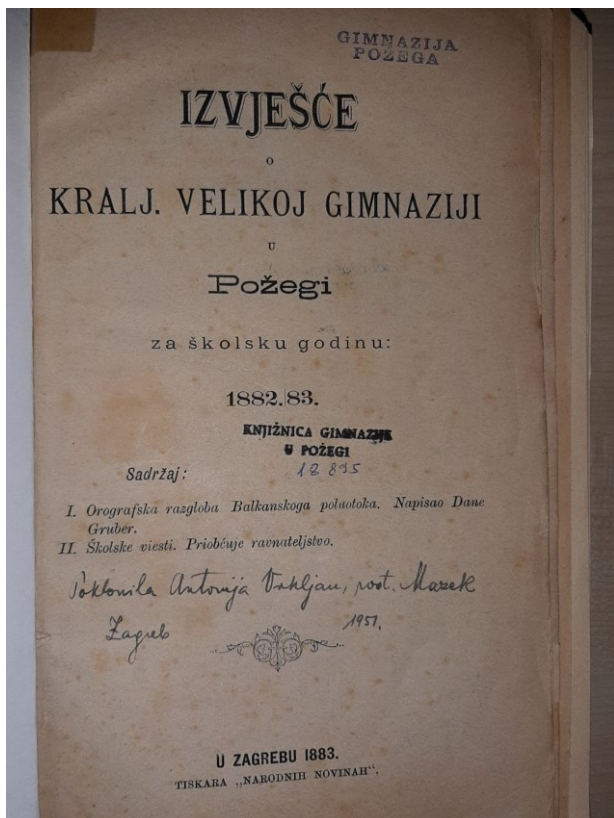 GIMNAZIJA
POŽEGA
IZVJEŠĆE
O
KRALJ. VELIKOJ GIMNAZIJI
U
Požegi
za školsku godinu:
1882./83.
KNJIŽNICA GIMNAZIJE
U POŽEGI
12 895
Sadržaj:
I. Orografska razgloba Balkanskoga poluotoka. Napisao Dane
Gruber.
II. Školske viesti. Priobćuje ravnateljstvo.
Poklonila Antonija Vrkljan, rođ. Mazek
Zagreb 1951.
U ZAGREBU 1883.
TISKARA „NARODNIH NOVINAH“.